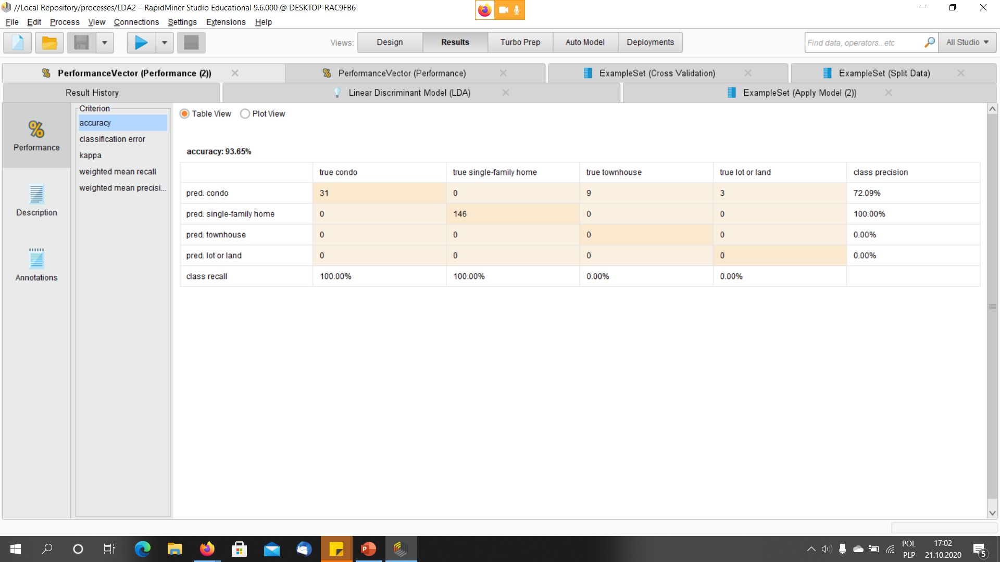 //Local Repository/processes/LDA2 – RapidMiner Studio Educational 9.6.000 @ DESKTOP-RAC9FB6
File Edit Process View Connections Settings Extensions Help
Views: Design Results Turbo Prep Auto Model Deployments Find data, operators...etc All Studio
PerformanceVector (Performance (2)) PerformanceVector (Performance) ExampleSet (Cross Validation) ExampleSet (Split Data)
Result History Linear Discriminant Model (LDA) ExampleSet (Apply Model (2))
Performance
Description
Annotations
Criterion
accuracy
classification error
kappa
weighted mean recall
weighted mean precisi...
Table View Plot View
accuracy: 93.65%
true condo true single-family home true townhouse true lot or land class precision
pred. condo 31 0 9 3 72.09%
pred. single-family home 0 146 0 0 100.00%
pred. townhouse 0 0 0 0 0.00%
pred. lot or land 0 0 0 0 0.00%
class recall 100.00% 100.00% 0.00% 0.00%
POL 17:02
PLP 21.10.2020
5